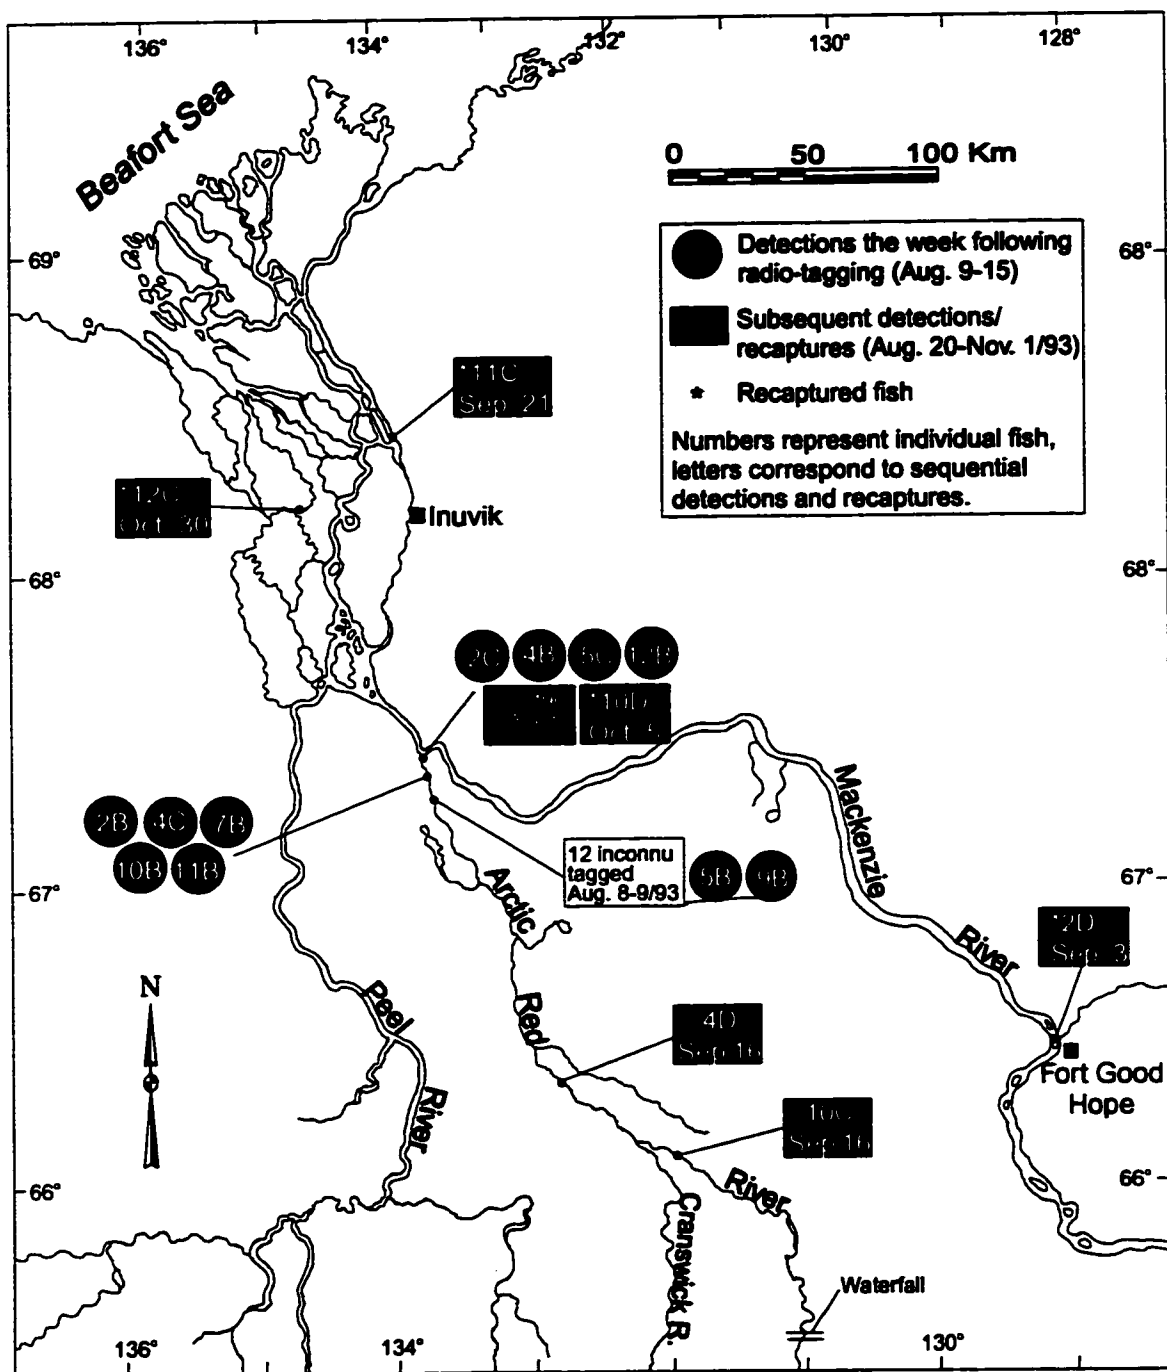 136°
134°
132°
130°
128°
Beafort Sea
0 50 100 Km
Detections the week following
radio-tagging (Aug. 9-15)
Subsequent detections/
recaptures (Aug. 20-Nov. 1/93)
* Recaptured fish
Numbers represent individual fish,
letters correspond to sequential
detections and recaptures.
69°
68°
*11C
Sep. 21
*12C
Oct. 30
Inuvik
68°
68°
2C 4B 5C 12B
*10D
Oct. 5
2B 4C 7B
10B 11B
12 inconnu
tagged
Aug. 8-9/93
5B 9B
Mackenzie
River
67°
67°
Arctic
Red
River
*2D
Sep. 3
N
Peel
River
4D
Sep. 16
Fort Good
Hope
10C
Sep. 16
66°
66°
Cranswick R.
Waterfall
136°
134°
130°